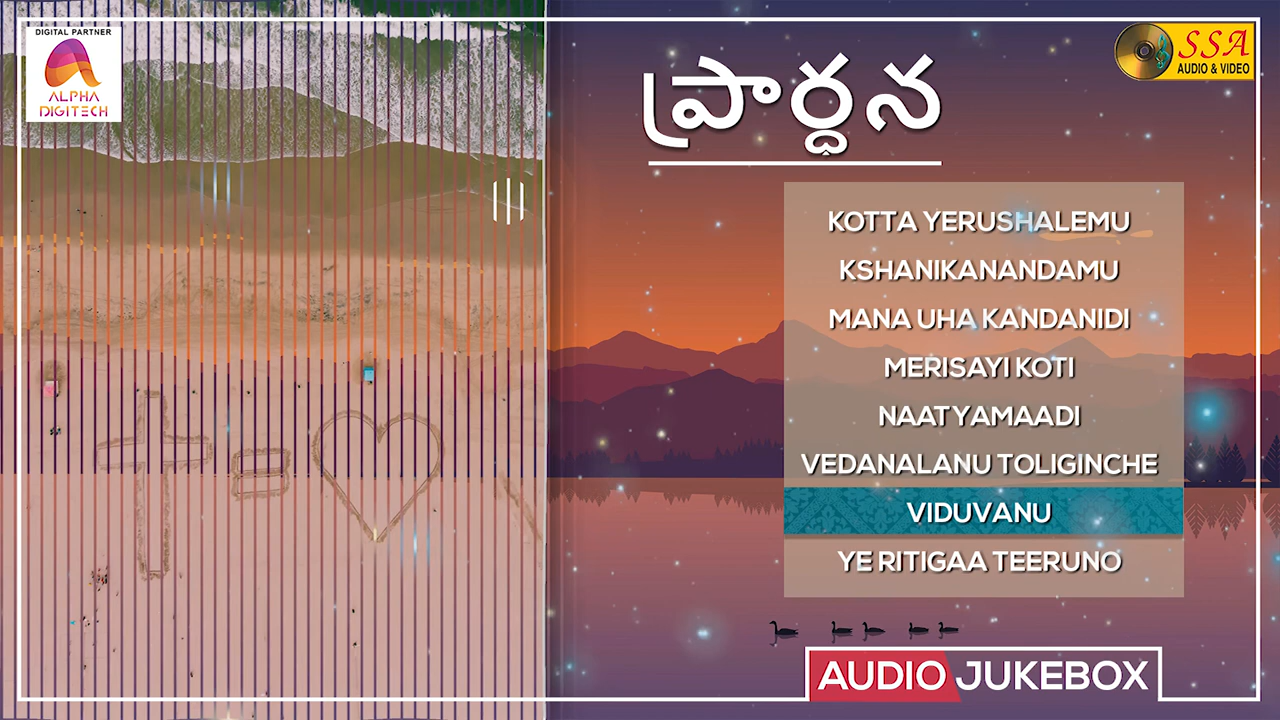 DIGITAL PARTNER
ALPHA
DIGITECH
SSA
AUDIO & VIDEO
ప్రార్ధన
KOTTA YERUSHALEMU
KSHANIKANANDAMU
MANA UHA KANDANIDI
MERISAYI KOTI
NAATYAMAADI
VEDANALANU TOLIGINCHE
VIDUVANU
YE RITIGAA TEERUNO
AUDIO JUKEBOX